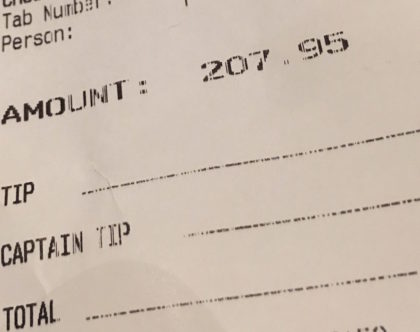 Tab Number:
Person:
AMOUNT: 207.95
TIP
CAPTAIN TIP
TOTAL